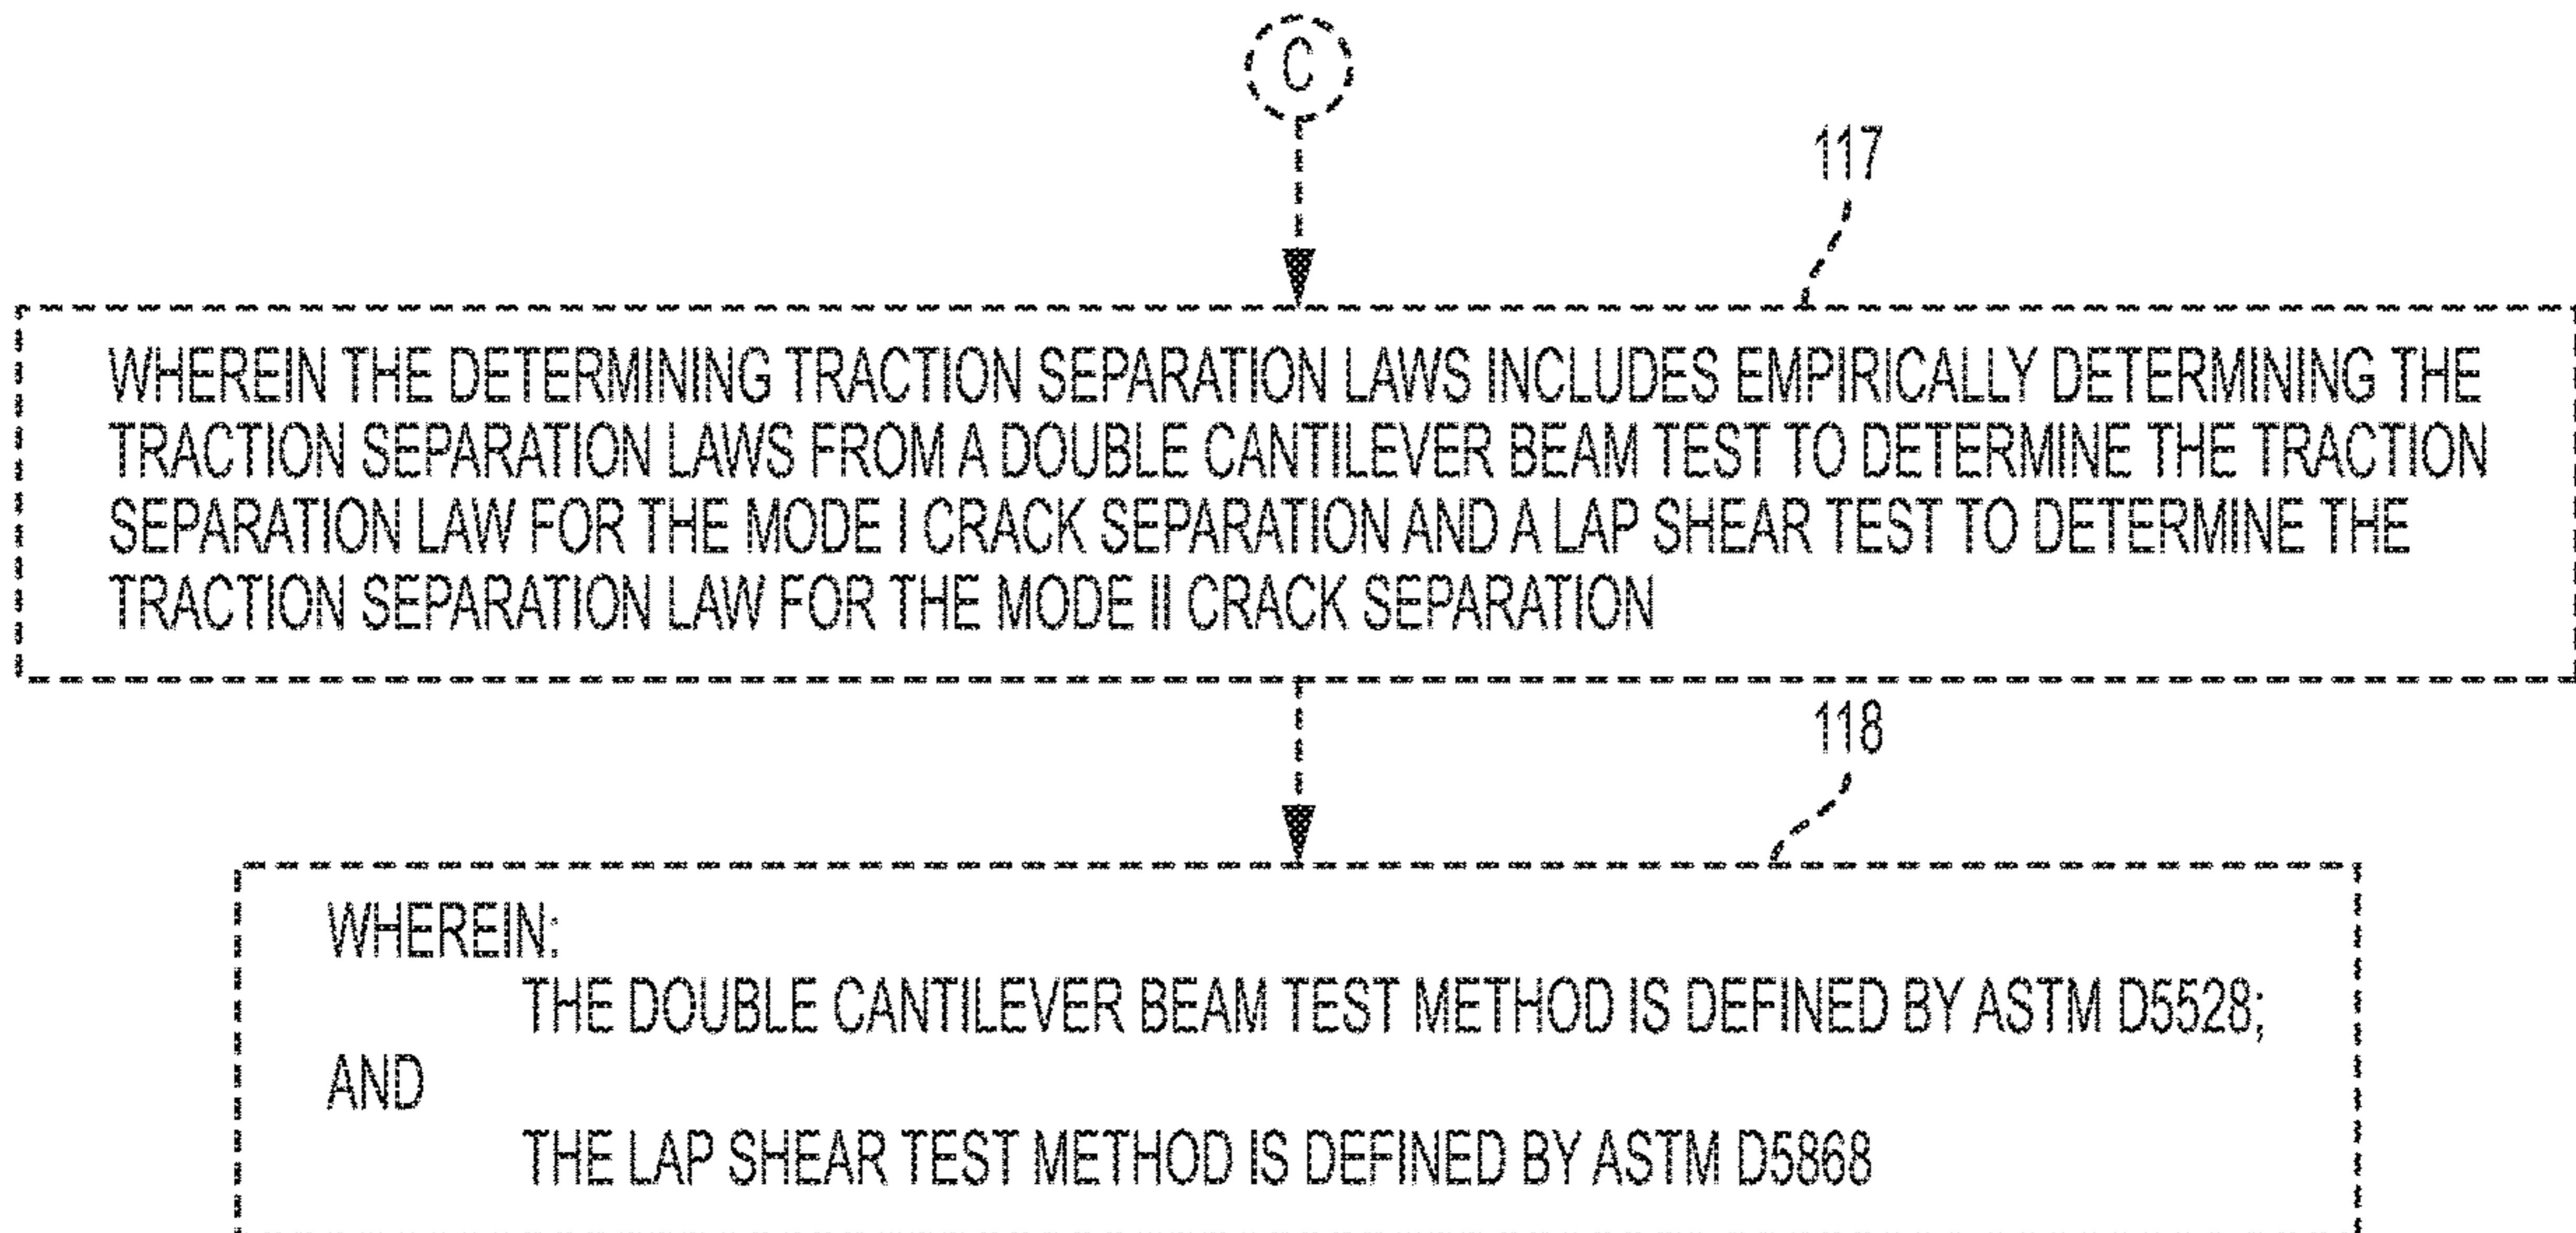 C
117
WHEREIN THE DETERMINING TRACTION SEPARATION LAWS INCLUDES EMPIRICALLY DETERMINING THE
TRACTION SEPARATION LAWS FROM A DOUBLE CANTILEVER BEAM TEST TO DETERMINE THE TRACTION
SEPARATION LAW FOR THE MODE I CRACK SEPARATION AND A LAP SHEAR TEST TO DETERMINE THE
TRACTION SEPARATION LAW FOR THE MODE II CRACK SEPARATION
118
WHEREIN:
THE DOUBLE CANTILEVER BEAM TEST METHOD IS DEFINED BY ASTM D5528;
AND
THE LAP SHEAR TEST METHOD IS DEFINED BY ASTM D5868